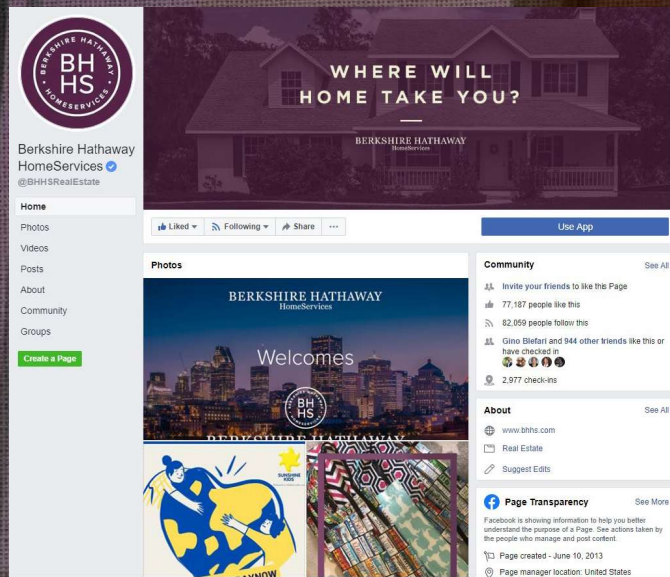 BERKSHIRE HATHAWAY
BH
HS
HOMESERVICES
Berkshire Hathaway
HomeServices
@BHHSRealEstate
Home
Photos
Videos
Posts
About
Community
Groups
Create a Page
WHERE WILL
HOME TAKE YOU?
BERKSHIRE HATHAWAY
HomeServices
Liked Following Share ...
Use App
Photos
BERKSHIRE HATHAWAY
HomeServices
Welcomes
BH
HS
BERKSHIRE HATHAWAY
SUNSHINE
KIDS
Community See All
Invite your friends to like this Page
77,187 people like this
82,059 people follow this
Gino Blefari and 944 other friends like this or
have checked in
2,977 check-ins
About See All
www.bhhs.com
Real Estate
Suggest Edits
Page Transparency See More
Facebook is showing information to help you better
understand the purpose of a Page. See actions taken by
the people who manage and post content.
Page created - June 10, 2013
Page manager location: United States